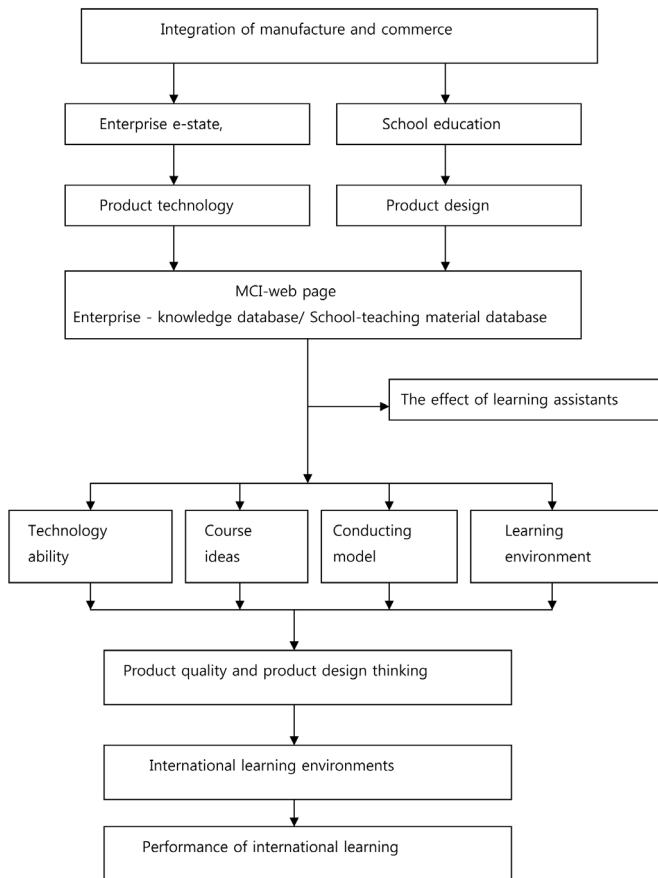 Integration of manufacture and commerce
Enterprise e-state,
School education
Product technology
Product design
MCI-web page
Enterprise - knowledge database/ School-teaching material database
The effect of learning assistants
Technology
ability
Course
ideas
Conducting
model
Learning
environment
Product quality and product design thinking
International learning environments
Performance of international learning